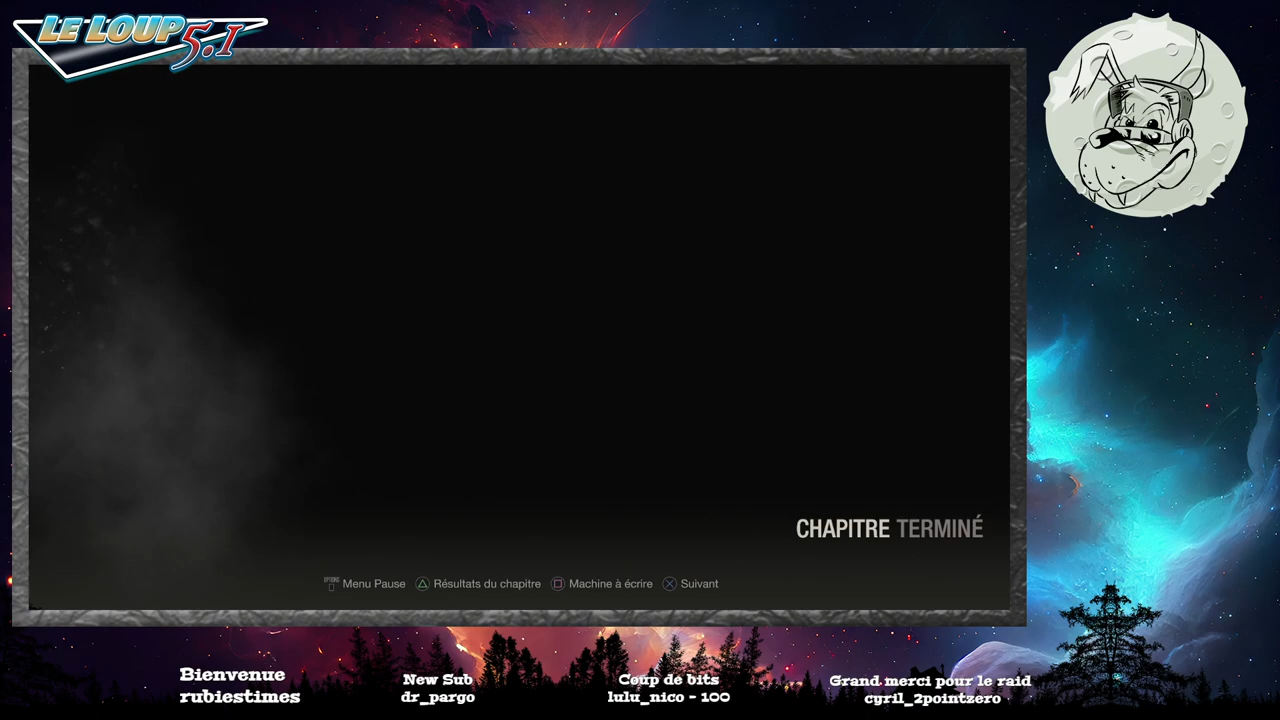 LE LOUP 5.1
CHAPITRE TERMINÉ
OPTIONS Menu Pause Résultats du chapitre Machine à écrire Suivant
Bienvenue
rubiestimes
New Sub
dr_pargo
Coup de bits
lulu_nico - 100
Grand merci pour le raid
cyril_2pointzero